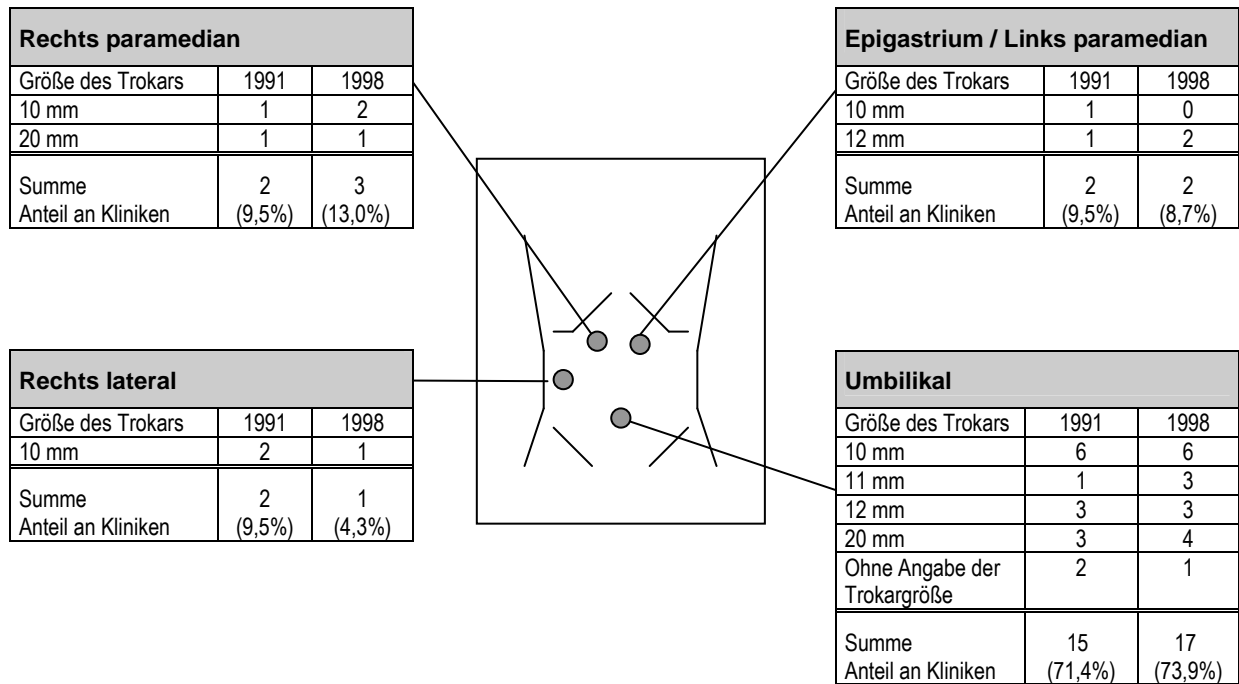 Rechts paramedian
Größe des Trokars 1991 1998
10 mm 1 2
20 mm 1 1
Summe 2 3
Anteil an Kliniken (9,5%) (13,0%)
Epigastrium / Links paramedian
Größe des Trokars 1991 1998
10 mm 1 0
12 mm 1 2
Summe 2 2
Anteil an Kliniken (9,5%) (8,7%)
Rechts lateral
Größe des Trokars 1991 1998
10 mm 2 1
Summe 2 1
Anteil an Kliniken (9,5%) (4,3%)
Umbilikal
Größe des Trokars 1991 1998
10 mm 6 6
11 mm 1 3
12 mm 3 3
20 mm 3 4
Ohne Angabe der 2 1
Trokargröße
Summe 15 17
Anteil an Kliniken (71,4%) (73,9%)